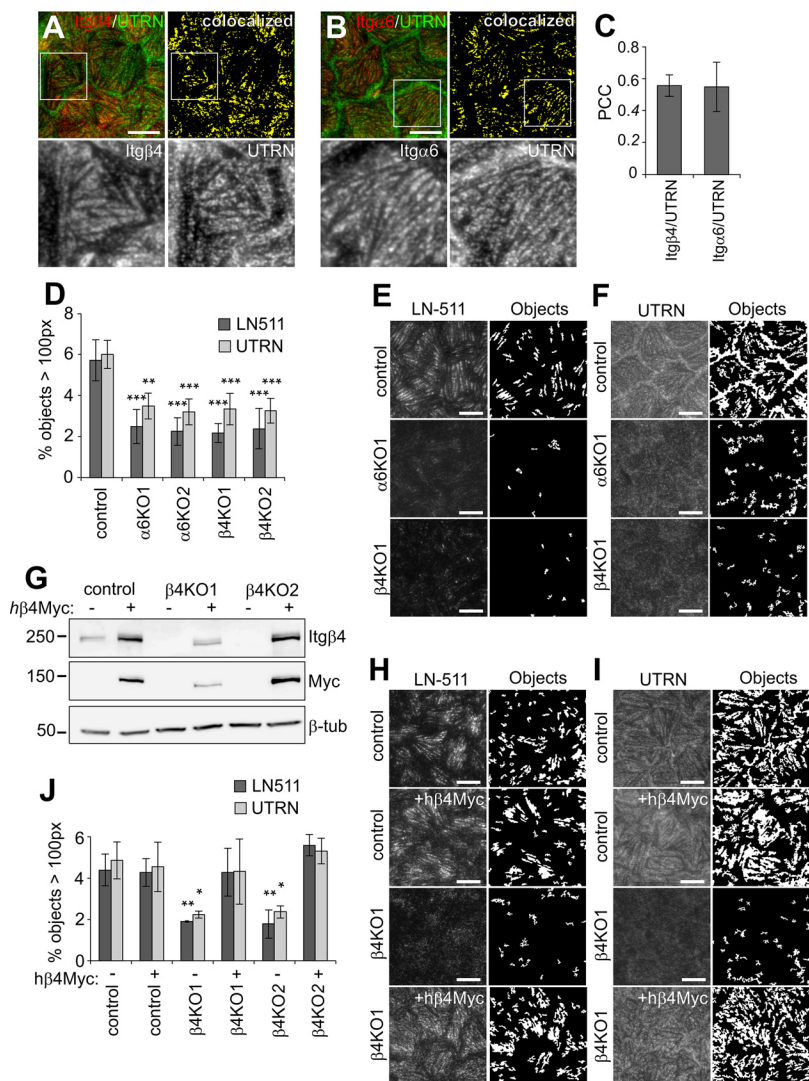 A
Itgβ4/UTRN
colocalized
Itgβ4
UTRN
B
Itgα6/UTRN
colocalized
Itgα6
UTRN
C
PCC
0.8
0.6
0.4
0.2
0
Itgβ4/UTRN
Itgα6/UTRN
D
LN511
UTRN
% objects > 100px
8
6
4
2
0
*** ** *** *** *** *** *** ***
control
α6KO1
α6KO2
β4KO1
β4KO2
E
LN-511 Objects
control
α6KO1
β4KO1
F
UTRN Objects
control
α6KO1
β4KO1
G
control β4KO1 β4KO2
hβ4Myc: - + - + - +
250 Itgβ4
150 Myc
50 β-tub
H
LN-511 Objects
control
+hβ4Myc
control
β4KO1
+hβ4Myc
β4KO1
I
UTRN Objects
control
+hβ4Myc
control
β4KO1
+hβ4Myc
β4KO1
J
LN511
UTRN
% objects > 100px
6
4
2
0
** * ** *
hβ4Myc: - + - + - +
control
control
β4KO1
β4KO1
β4KO2
β4KO2